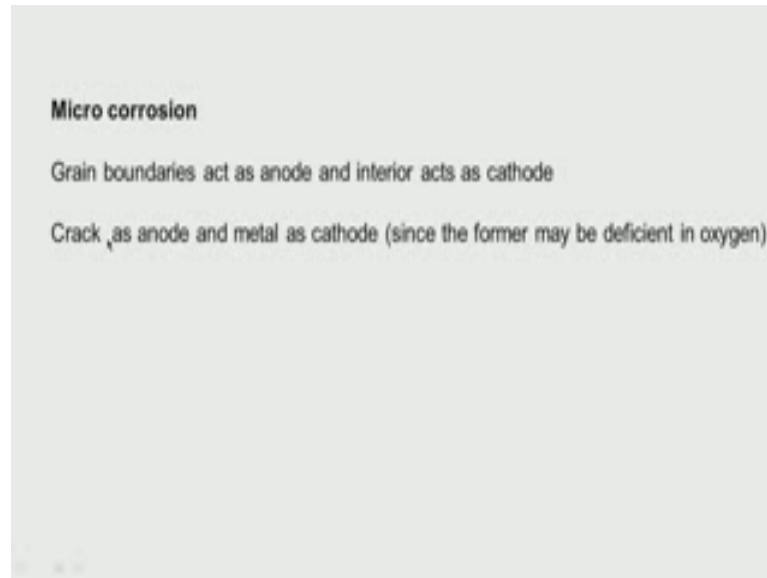 Micro corrosion
Grain boundaries act as anode and interior acts as cathode
Crack as anode and metal as cathode (since the former may be deficient in oxygen)